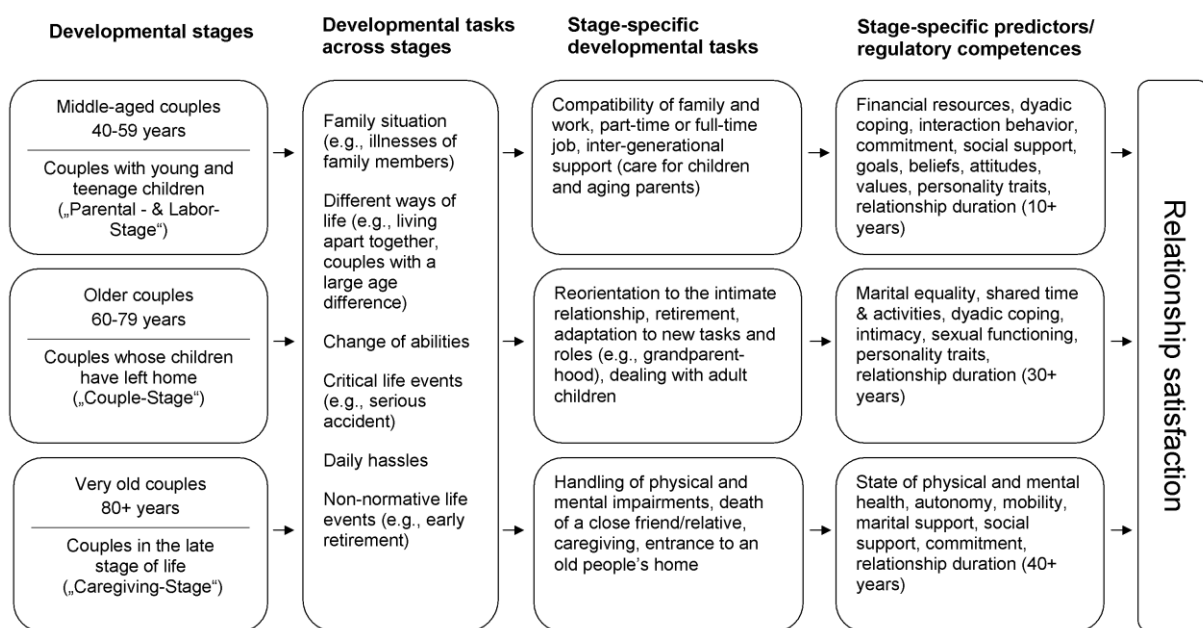 Developmental stages
Developmental tasks
across stages
Stage-specific
developmental tasks
Stage-specific predictors/
regulatory competences
Middle-aged couples
40-59 years
Couples with young and
teenage children
(„Parental - & Labor-
Stage“)
Older couples
60-79 years
Couples whose children
have left home
(„Couple-Stage“)
Very old couples
80+ years
Couples in the late
stage of life
(„Caregiving-Stage“)
Family situation
(e.g., illnesses of
family members)
Different ways of
life (e.g., living
apart together,
couples with a
large age
difference)
Change of abilities
Critical life events
(e.g., serious
accident)
Daily hassles
Non-normative life
events (e.g., early
retirement)
Compatibility of family and
work, part-time or full-time
job, inter-generational
support (care for children
and aging parents)
Reorientation to the intimate
relationship, retirement,
adaptation to new tasks and
roles (e.g., grandparent-
hood), dealing with adult
children
Handling of physical and
mental impairments, death
of a close friend/relative,
caregiving, entrance to an
old people’s home
Financial resources, dyadic
coping, interaction behavior,
commitment, social support,
goals, beliefs, attitudes,
values, personality traits,
relationship duration (10+
years)
Marital equality, shared time
& activities, dyadic coping,
intimacy, sexual functioning,
personality traits,
relationship duration (30+
years)
State of physical and mental
health, autonomy, mobility,
marital support, social
support, commitment,
relationship duration (40+
years)
Relationship satisfaction